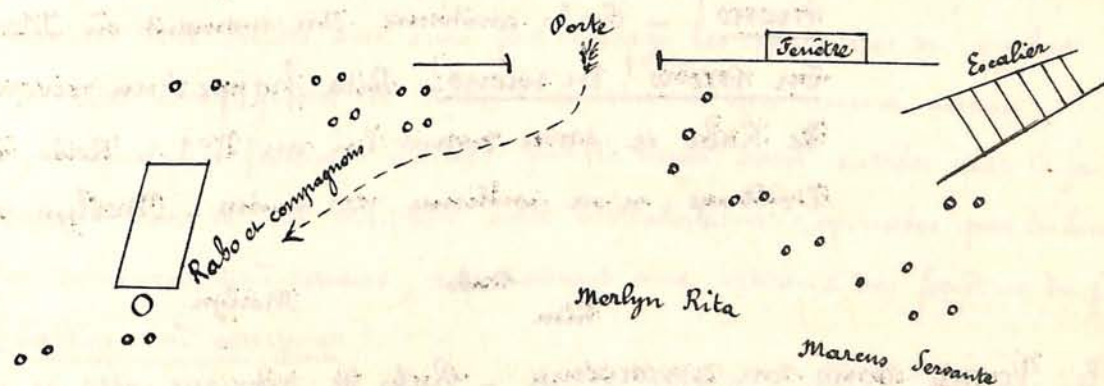 Porte
Fenêtre
Escalier
Rabo et compagnons
Merlyn Rita
Marcus Servante